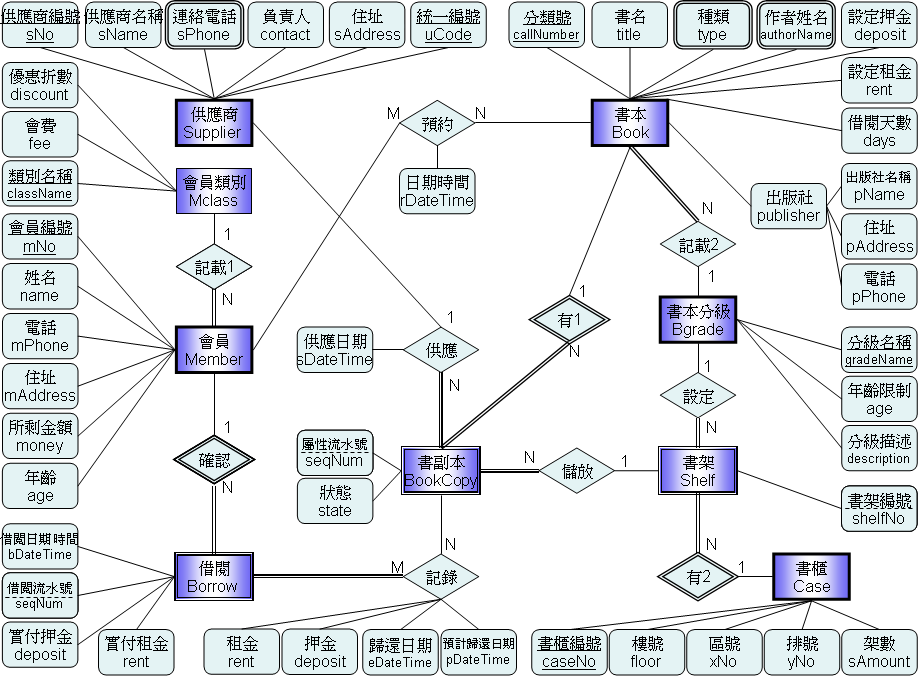 供應商編號
sNo
供應商名稱
sName
連絡電話
sPhone
負責人
contact
住址
sAddress
統一編號
uCode
分類號
callNumber
書名
title
種類
type
作者姓名
authorName
設定押金
deposit
優惠折數
discount
會費
fee
類別名稱
className
供應商
Supplier
會員類別
Mclass
M
預約
N
日期時間
rDateTime
書本
Book
設定租金
rent
借閱天數
days
出版社
publisher
出版社名稱
pName
住址
pAddress
電話
pPhone
會員編號
mNo
姓名
name
電話
mPhone
住址
mAddress
所剩金額
money
年齡
age
1
記載1
N
會員
Member
供應日期
sDateTime
1
供應
N
1
有1
N
N
記載2
1
書本分級
Bgrade
分級名稱
gradeName
年齡限制
age
分級描述
description
1
設定
N
1
確認
N
屬性流水號
seqNum
狀態
state
書副本
BookCopy
N
儲放
1
書架
Shelf
書架編號
shelfNo
借閱日期時間
bDateTime
借閱流水號
seqNum
實付押金
deposit
實付租金
rent
借閱
Borrow
M
記錄
N
N
有2
1
書櫃
Case
租金
rent
押金
deposit
歸還日期
eDateTime
預計歸還日期
pDateTime
書櫃編號
caseNo
樓號
floor
區號
xNo
排號
yNo
架數
sAmount